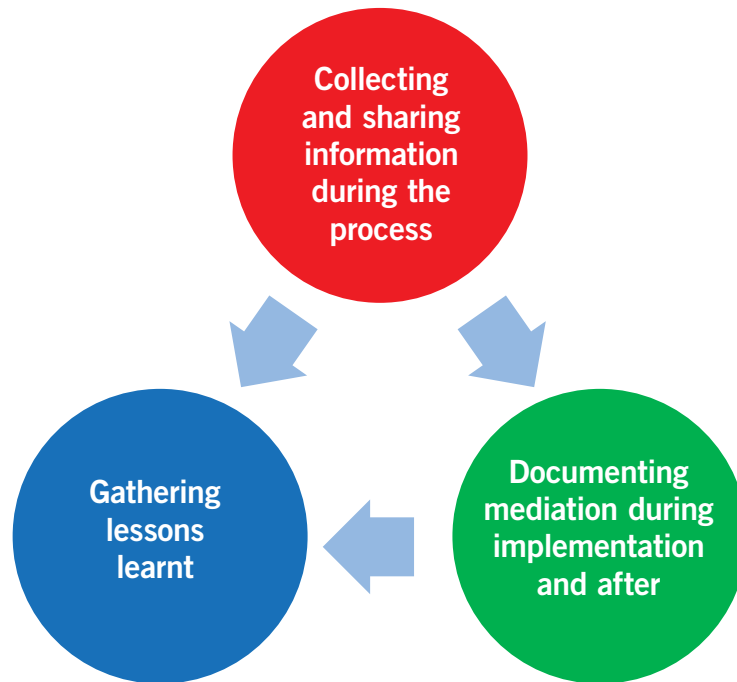 Collecting
and sharing
information
during the
process
Gathering
lessons
learnt
Documenting
mediation during
implementation
and after